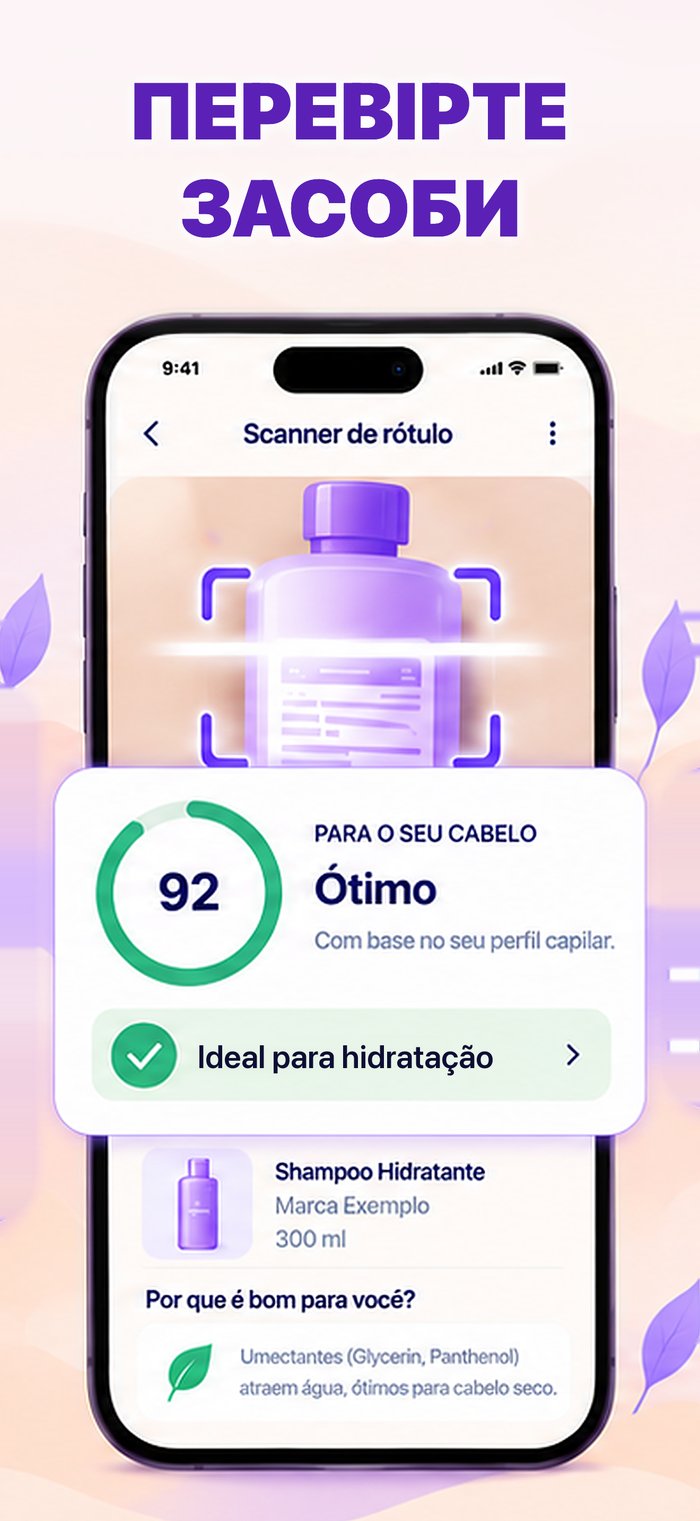 ПЕРЕВІРТЕ
ЗАСОБИ
9:41
Scanner de rótulo
92
PARA O SEU CABELO
Ótimo
Com base no seu perfil capilar.
Ideal para hidratação
Shampoo Hidratante
Marca Exemplo
300 ml
Por que é bom para você?
Umectantes (Glycerin, Panthenol)
atraem água, ótimos para cabelo seco.